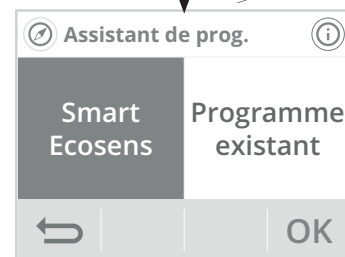 Assistant de prog.
Smart
Ecosens
Programme
existant
OK